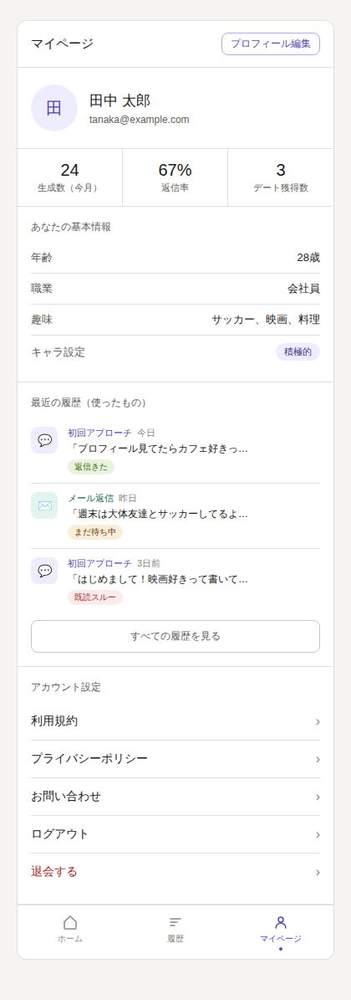 マイページ
プロフィール編集
田
田中 太郎
tanaka@example.com
24
生成数（今月）
67%
返信率
3
デート獲得数
あなたの基本情報
年齢
28歳
職業
会社員
趣味
サッカー、映画、料理
キャラ設定
積極的
最近の履歴（使ったもの）
初回アプローチ 今日
「プロフィール見てたらカフェ好きっ…
返信きた
メール返信 昨日
「週末は大体友達とサッカーしてるよ…
まだ待ち中
初回アプローチ 3日前
「はじめまして！映画好きって書いて…
既読スルー
すべての履歴を見る
アカウント設定
利用規約
プライバシーポリシー
お問い合わせ
ログアウト
退会する
ホーム
履歴
マイページ